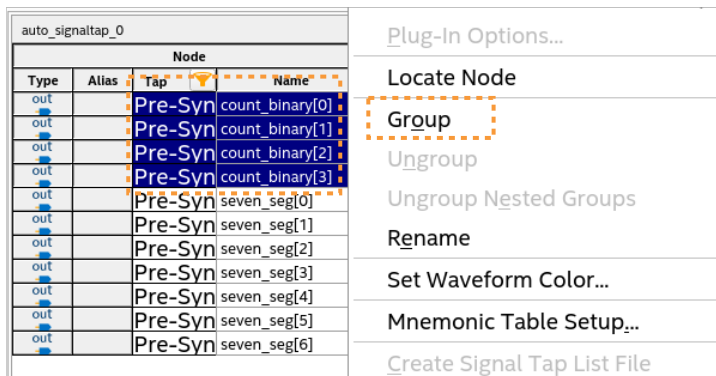 auto_signaltap_0
Node
Type Alias Tap Name
out Pre-Syn count_binary[0]
out Pre-Syn count_binary[1]
out Pre-Syn count_binary[2]
out Pre-Syn count_binary[3]
out Pre-Syn seven_seg[0]
out Pre-Syn seven_seg[1]
out Pre-Syn seven_seg[2]
out Pre-Syn seven_seg[3]
out Pre-Syn seven_seg[4]
out Pre-Syn seven_seg[5]
out Pre-Syn seven_seg[6]
Plug-In Options...
Locate Node
Group
Ungroup
Ungroup Nested Groups
Rename
Set Waveform Color...
Mnemonic Table Setup...
Create Signal Tap List File